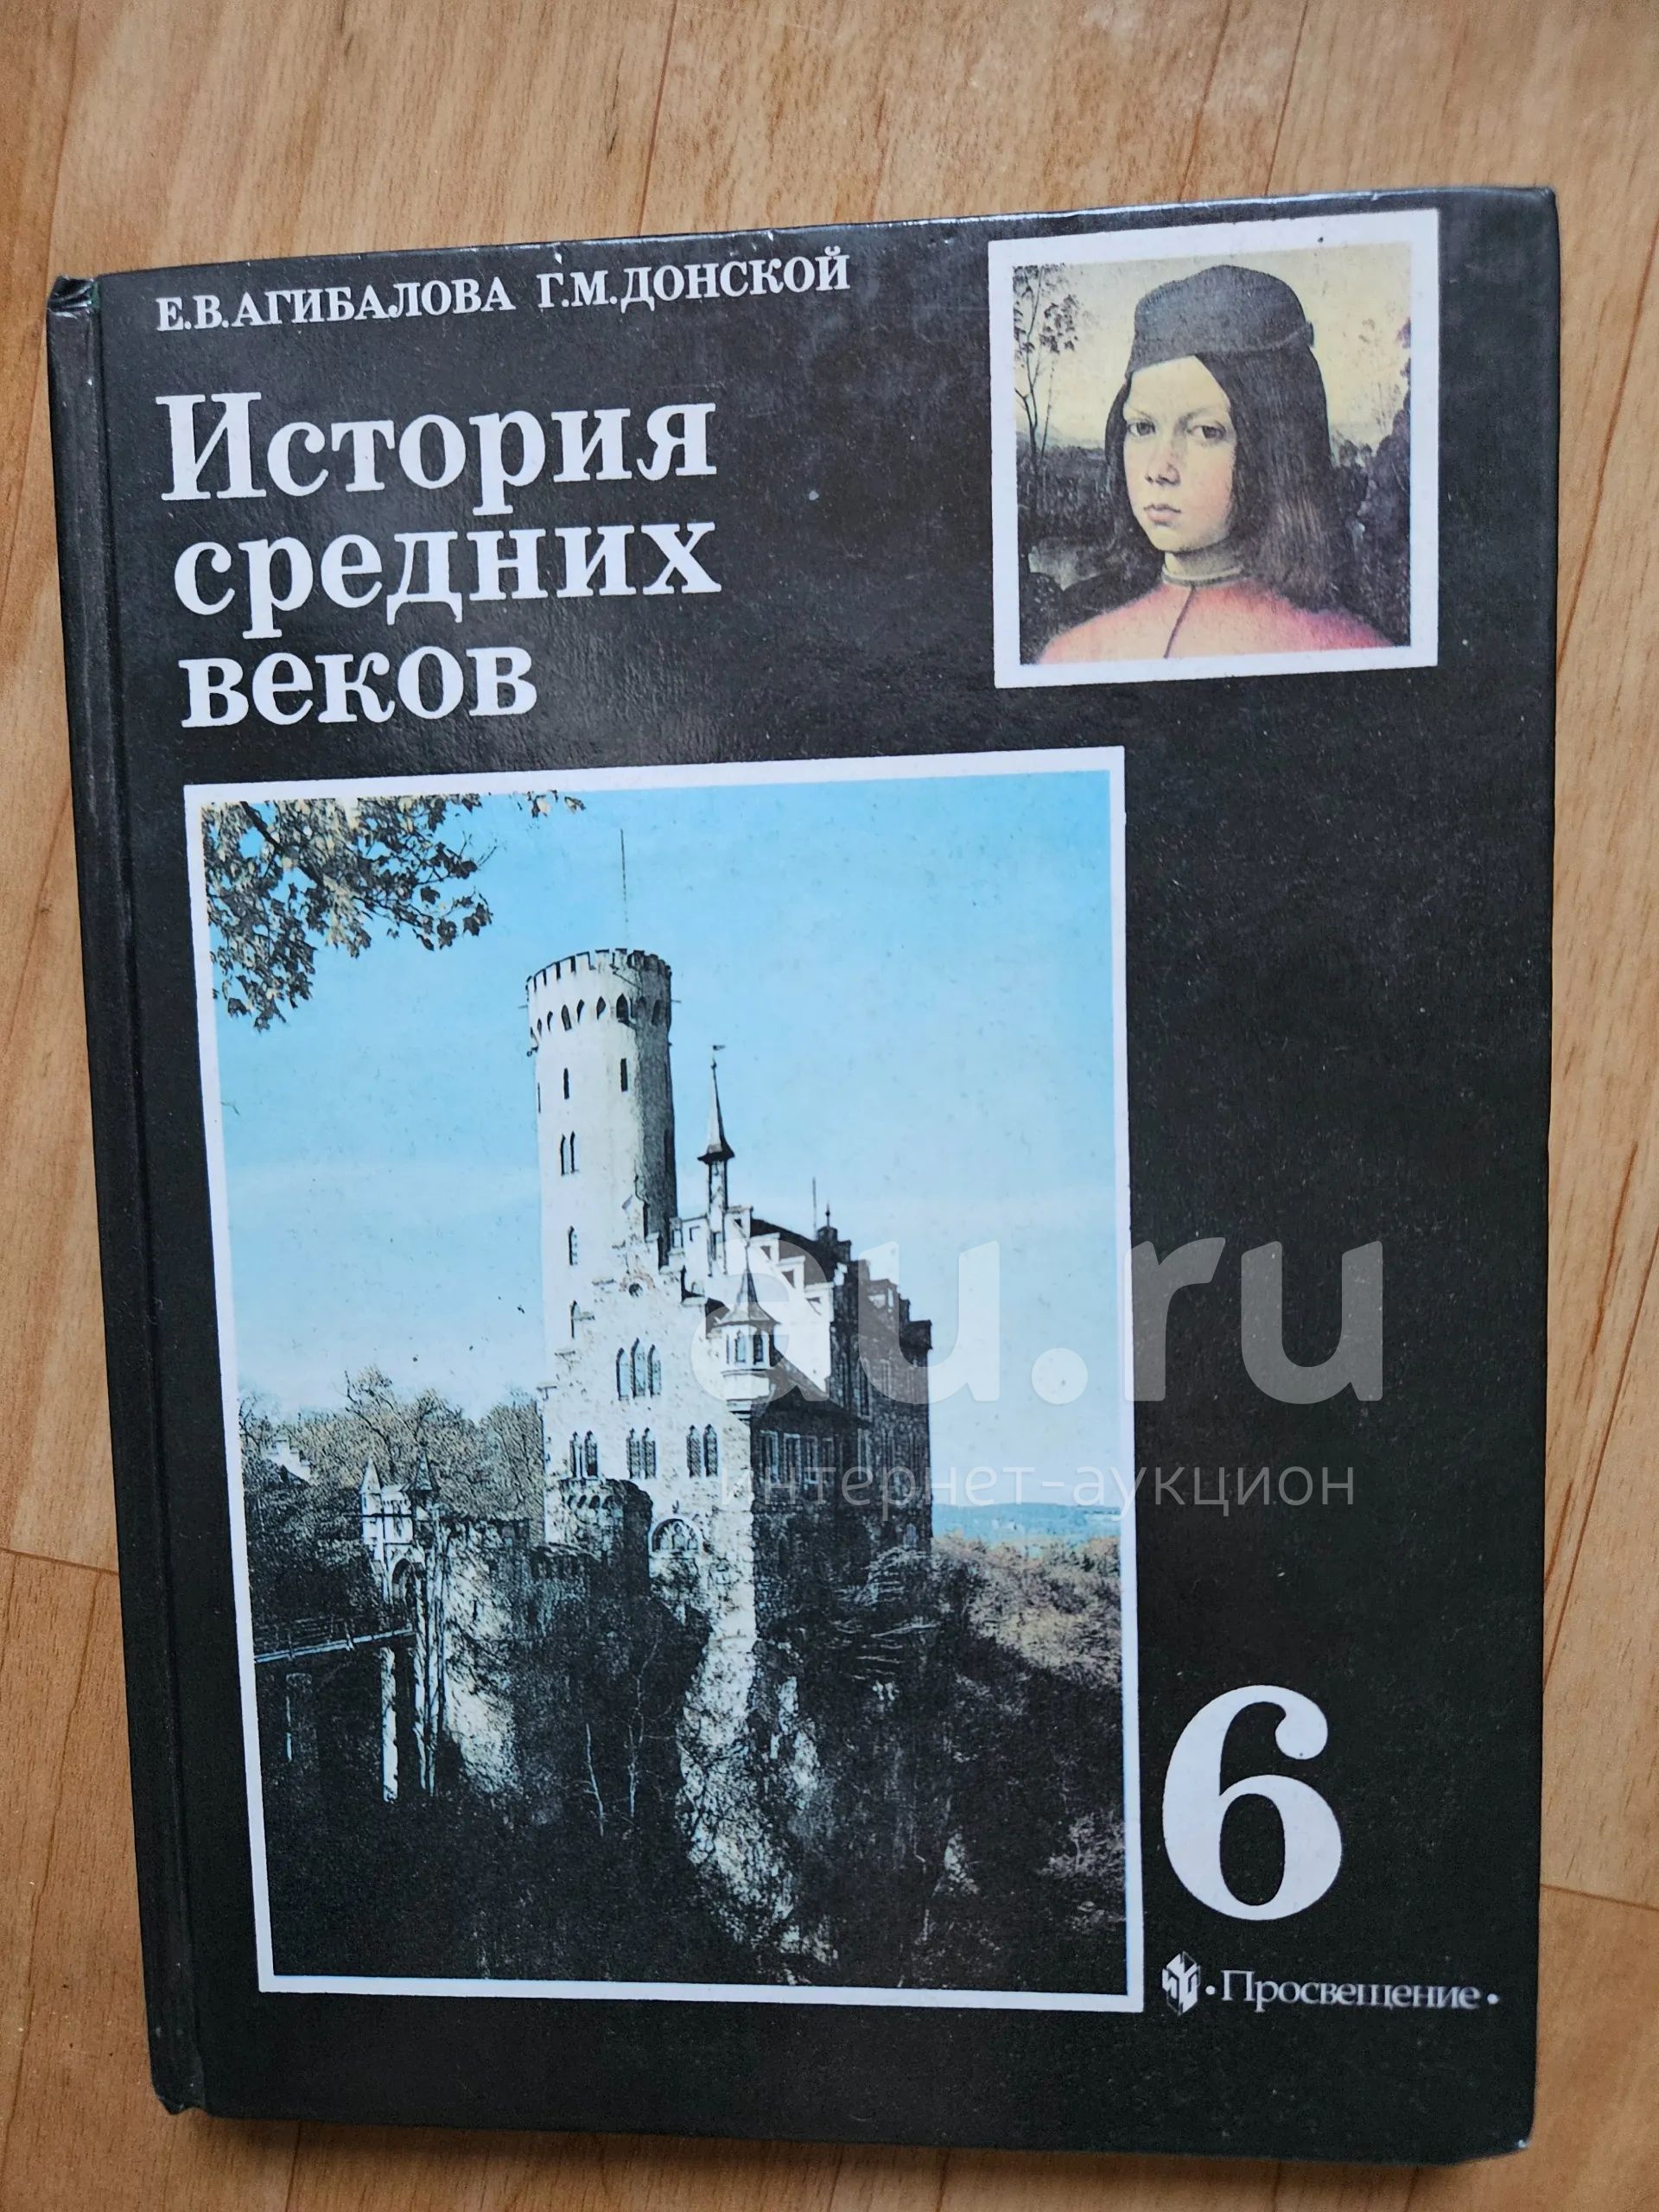 Е.В.АГИБАЛОВА Г.М.ДОНСКОЙ
История
средних
веков
au.ru
интернет-аукцион
6
•Просвещение•